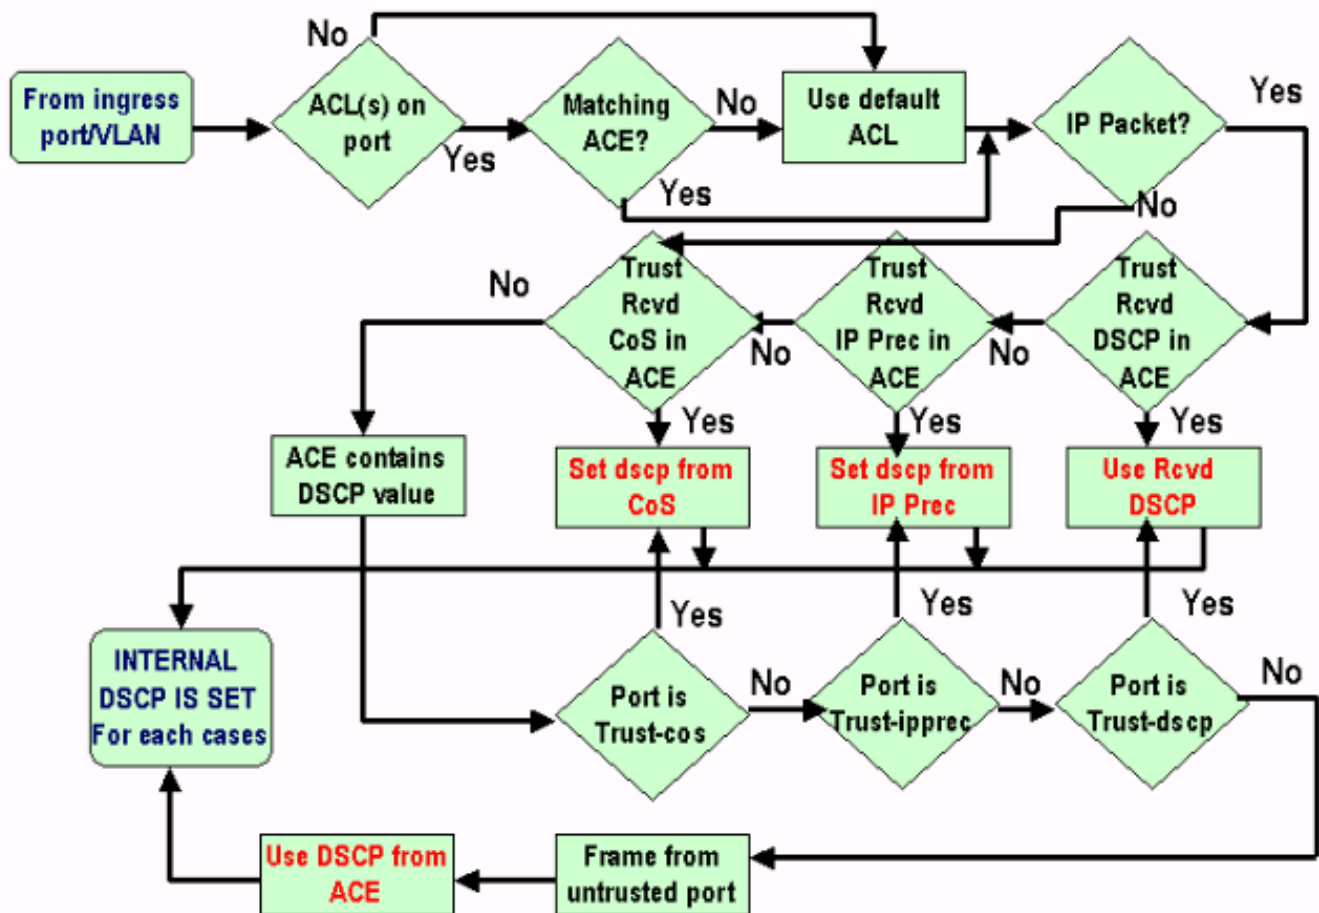 No
From ingress
port/VLAN
ACL(s) on
port
Yes
Matching
ACE?
No
Yes
Use default
ACL
IP Packet?
Yes
No
Trust
Rcvd
CoS in
ACE
No
Yes
Trust
Rcvd
IP Prec in
ACE
No
Yes
Trust
Rcvd
DSCP in
ACE
No
Yes
ACE contains
DSCP value
Set dscp from
CoS
Set dscp from
IP Prec
Use Rcvd
DSCP
Yes
Yes
Yes
INTERNAL
DSCP IS SET
For each cases
Port is
Trust-cos
No
Port is
Trust-ipprec
No
Port is
Trust-dscp
No
Use DSCP from
ACE
Frame from
untrusted port